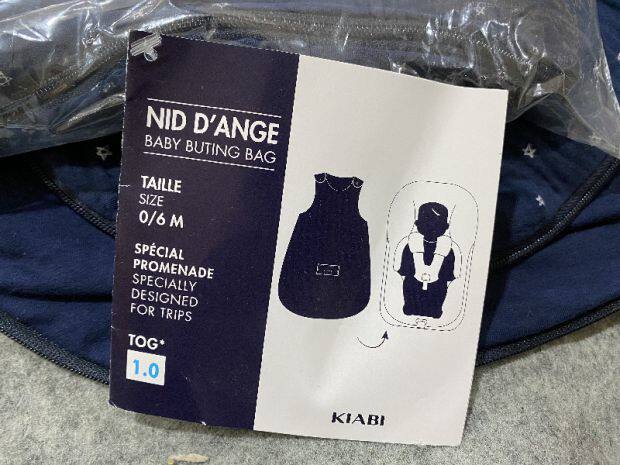 NID D'ANGE
BABY BUTING BAG
TAILLE
SIZE
0/6 M
SPÉCIAL
PROMENADE
SPECIALLY
DESIGNED
FOR TRIPS
TOG*
1.0
KIABI